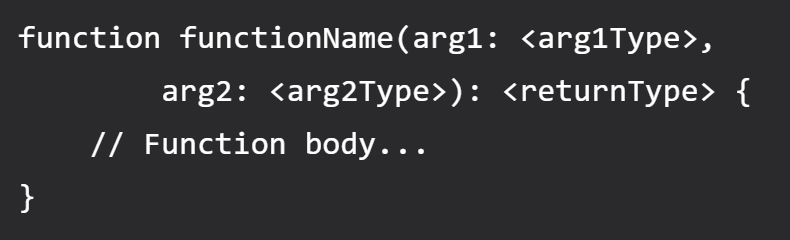 function functionName(arg1: <arg1Type>,
        arg2: <arg2Type>): <returnType> {
    // Function body...
}